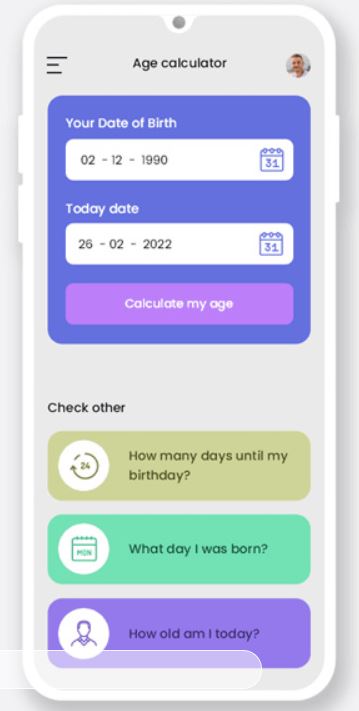 Age calculator
Your Date of Birth
02 - 12 - 1990
31
Today date
26 - 02 - 2022
31
Calculate my age
Check other
24
How many days until my
birthday?
MON
What day I was born?
How old am I today?